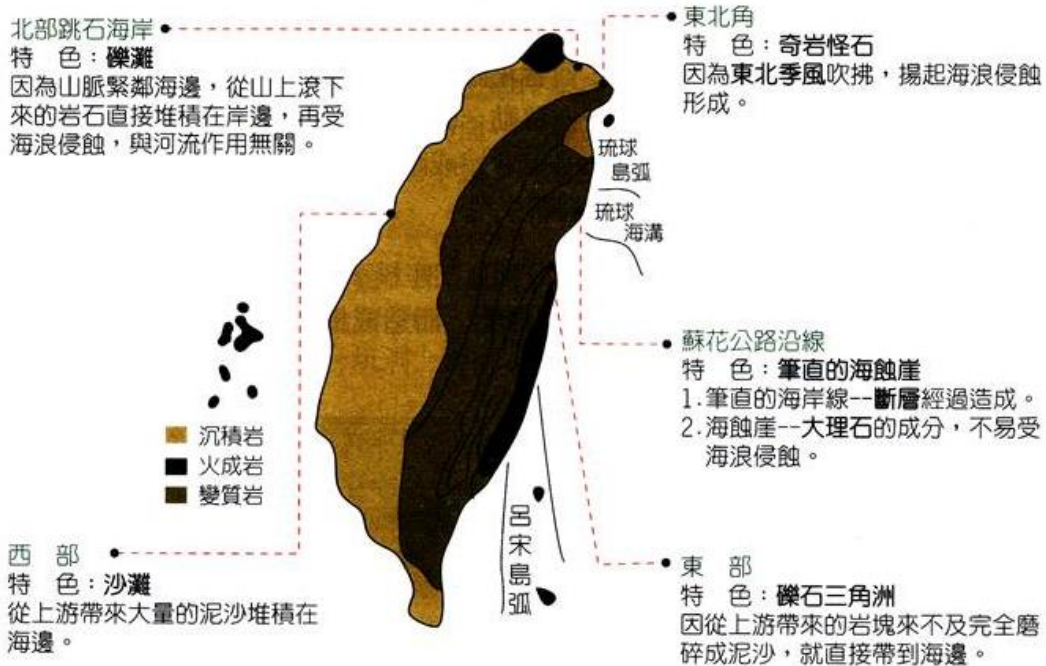 北部跳石海岸
特 色：礫灘
因為山脈緊鄰海邊，從山上滾下
來的岩石直接堆積在岸邊，再受
海浪侵蝕，與河流作用無關。
東北角
特 色：奇岩怪石
因為東北季風吹拂，揚起海浪侵蝕
形成。
琉球
島弧
琉球
海溝
蘇花公路沿線
特 色：筆直的海蝕崖
1.筆直的海岸線--斷層經過造成。
2.海蝕崖--大理石的成分，不易受
海浪侵蝕。
沉積岩
火成岩
變質岩
呂宋島弧
西 部
特 色：沙灘
從上游帶來大量的泥沙堆積在
海邊。
東 部
特 色：礫石三角洲
因從上游帶來的岩塊來不及完全磨
碎成泥沙，就直接帶到海邊。